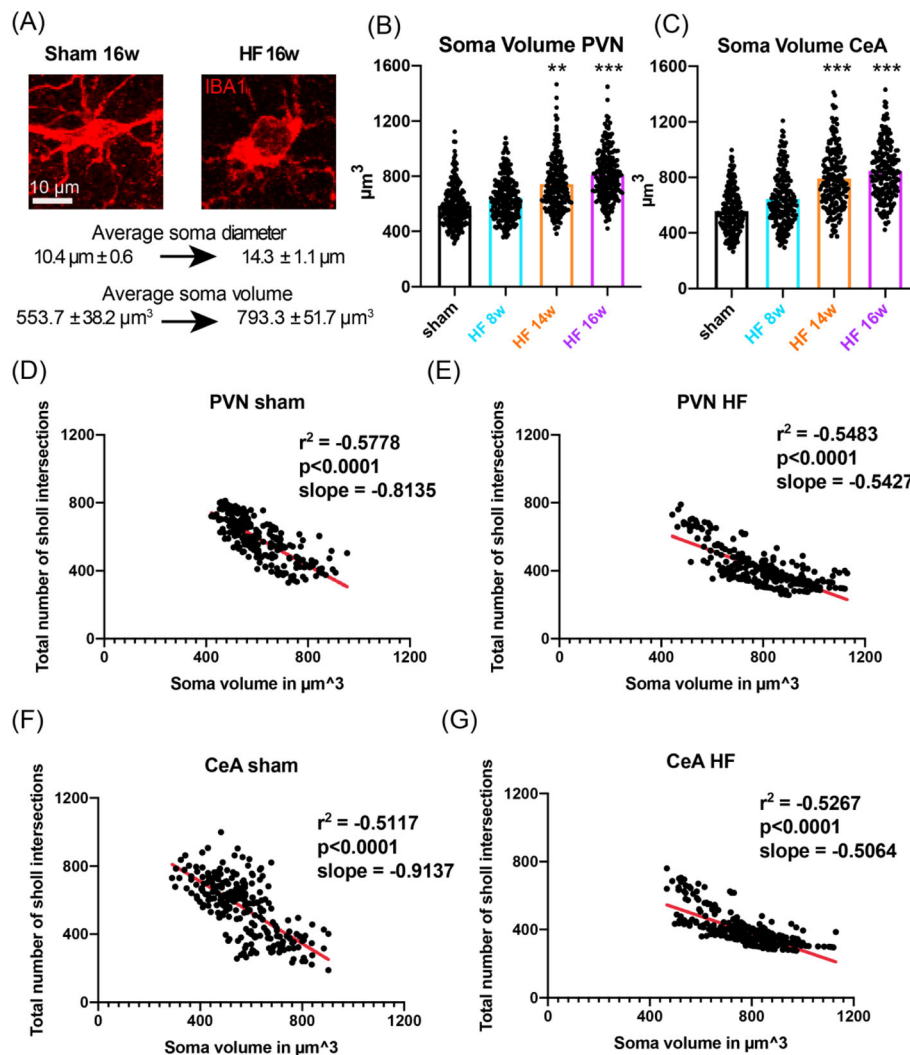 (A)
Sham 16w
HF 16w
IBA1
10 µm
Average soma diameter
10.4 µm ± 0.6
14.3 ± 1.1 µm
Average soma volume
553.7 ± 38.2 µm³
793.3 ± 51.7 µm³
(B)
Soma Volume PVN
µm³
1600
1200
800
400
0
**
***
sham
HF 8w
HF 14w
HF 16w
(C)
Soma Volume CeA
µm³
1600
1200
800
400
0
***
***
sham
HF 8w
HF 14w
HF 16w
(D)
PVN sham
Total number of sholl intersections
1200
800
400
0
r² = -0.5778
p<0.0001
slope = -0.8135
0
400
800
1200
Soma volume in µm^3
(E)
PVN HF
Total number of sholl intersections
1200
800
400
0
r² = -0.5483
p<0.0001
slope = -0.5427
0
400
800
1200
Soma volume in µm^3
(F)
CeA sham
Total number of sholl intersections
1200
800
400
0
r² = -0.5117
p<0.0001
slope = -0.9137
0
400
800
1200
Soma volume in µm^3
(G)
CeA HF
Total number of sholl intersections
1200
800
400
0
r² = -0.5267
p<0.0001
slope = -0.5064
0
400
800
1200
Soma volume in µm^3